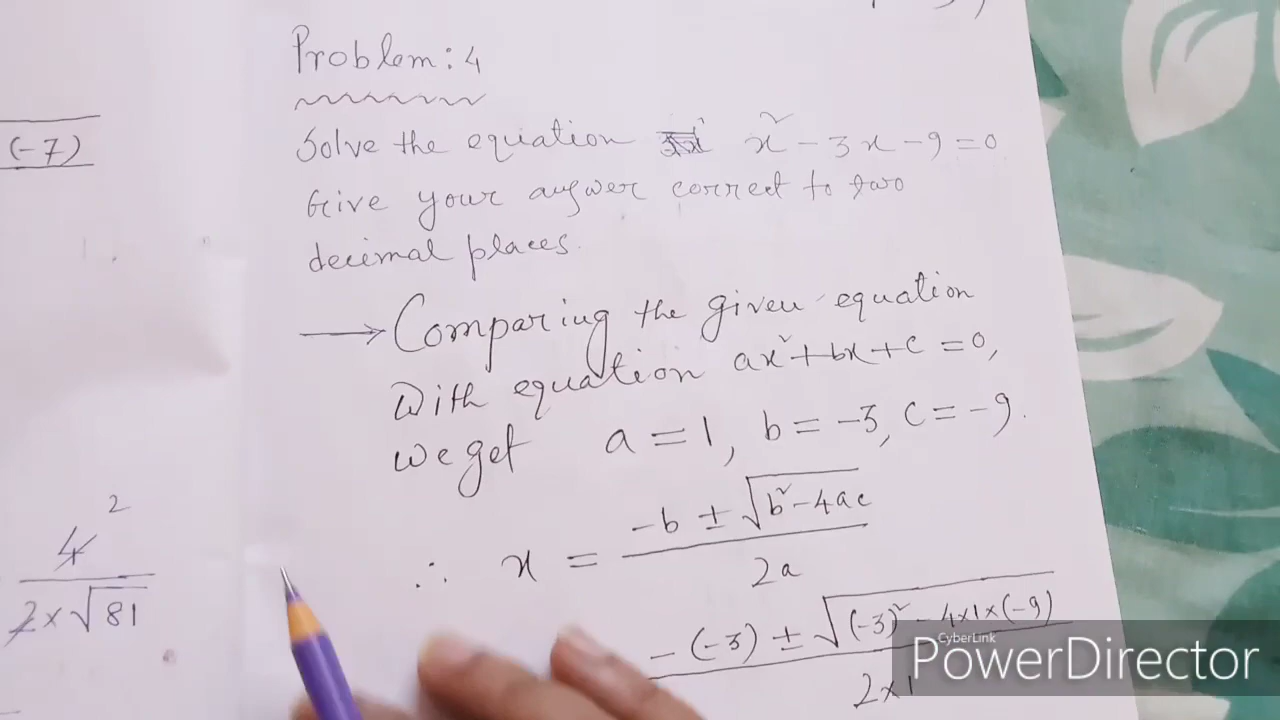 Problem: 4
Solve the equation x² - 3x - 9 = 0
Give your answer correct to two
decimal places.
→ Comparing the given equation
With equation ax² + bx + c = 0,
we get a = 1, b = -3, c = -9.
∴ x = (-b ± √(b² - 4ac)) / 2a
(-(-3) ± √((-3)² - 4×1×(-9))) / 2×1
(-7)
4 2
2×√81
CyberLink
PowerDirector